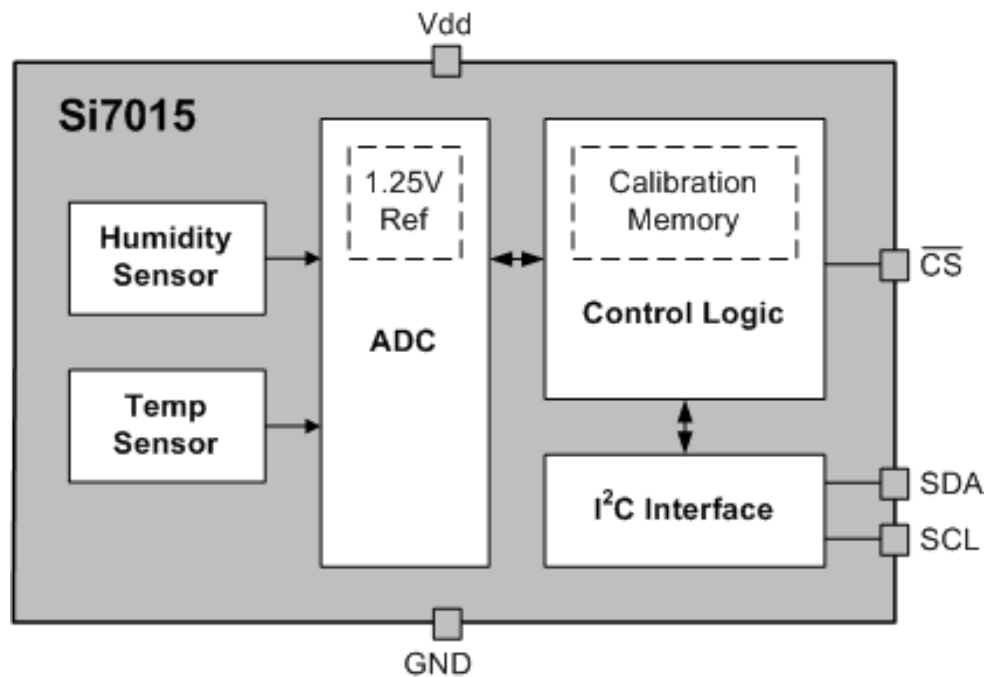 Vdd
Si7015
1.25V
Ref
Calibration
Memory
Humidity
Sensor
ADC
Control Logic
C̅S̅
Temp
Sensor
I²C Interface
SDA
SCL
GND